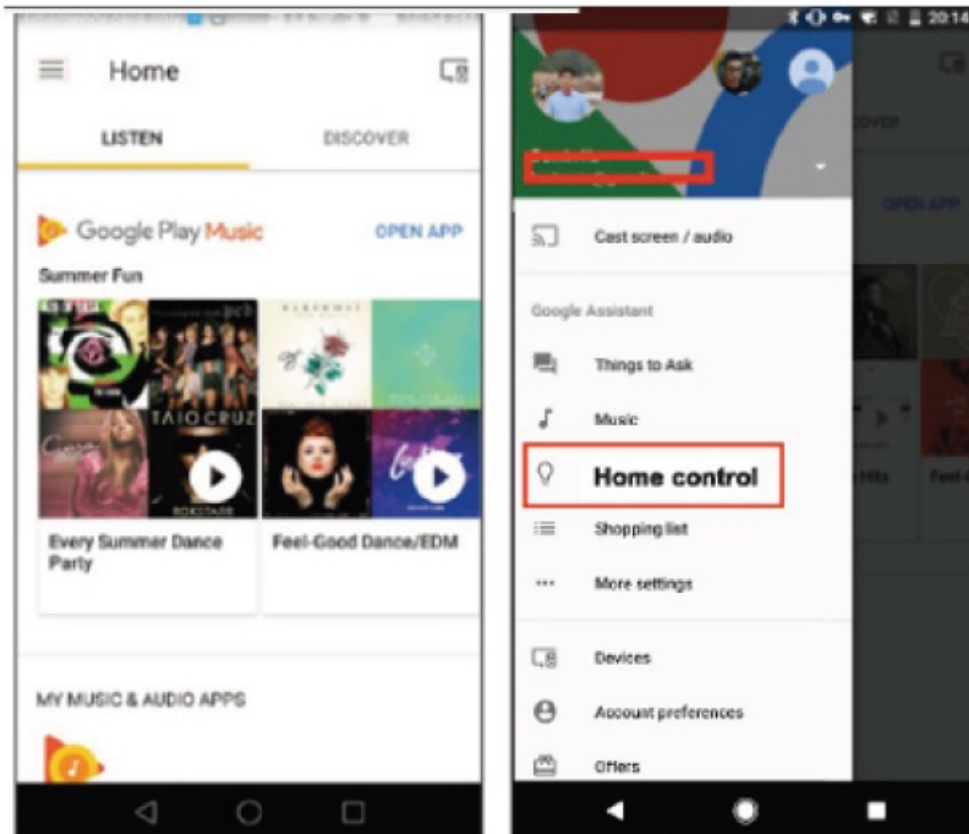 Home
LISTEN
DISCOVER
Google Play Music
OPEN APP
Summer Fun
TAIO CRUZ
ROKSTARR
Every Summer Dance
Party
Feel-Good Dance/EDM
MY MUSIC & AUDIO APPS
20:14
Cast screen / audio
Google Assistant
Things to Ask
Music
Home control
Shopping list
More settings
Devices
Account preferences
Offers
OPEN APP
Hits